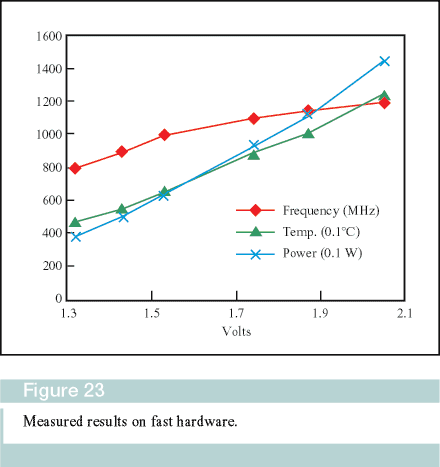 1600
1400
1200
1000
800
600
400
200
0
Frequency (MHz)
Temp. (0.1°C)
Power (0.1 W)
1.3 1.5 1.7 1.9 2.1
Volts
Figure 23
Measured results on fast hardware.